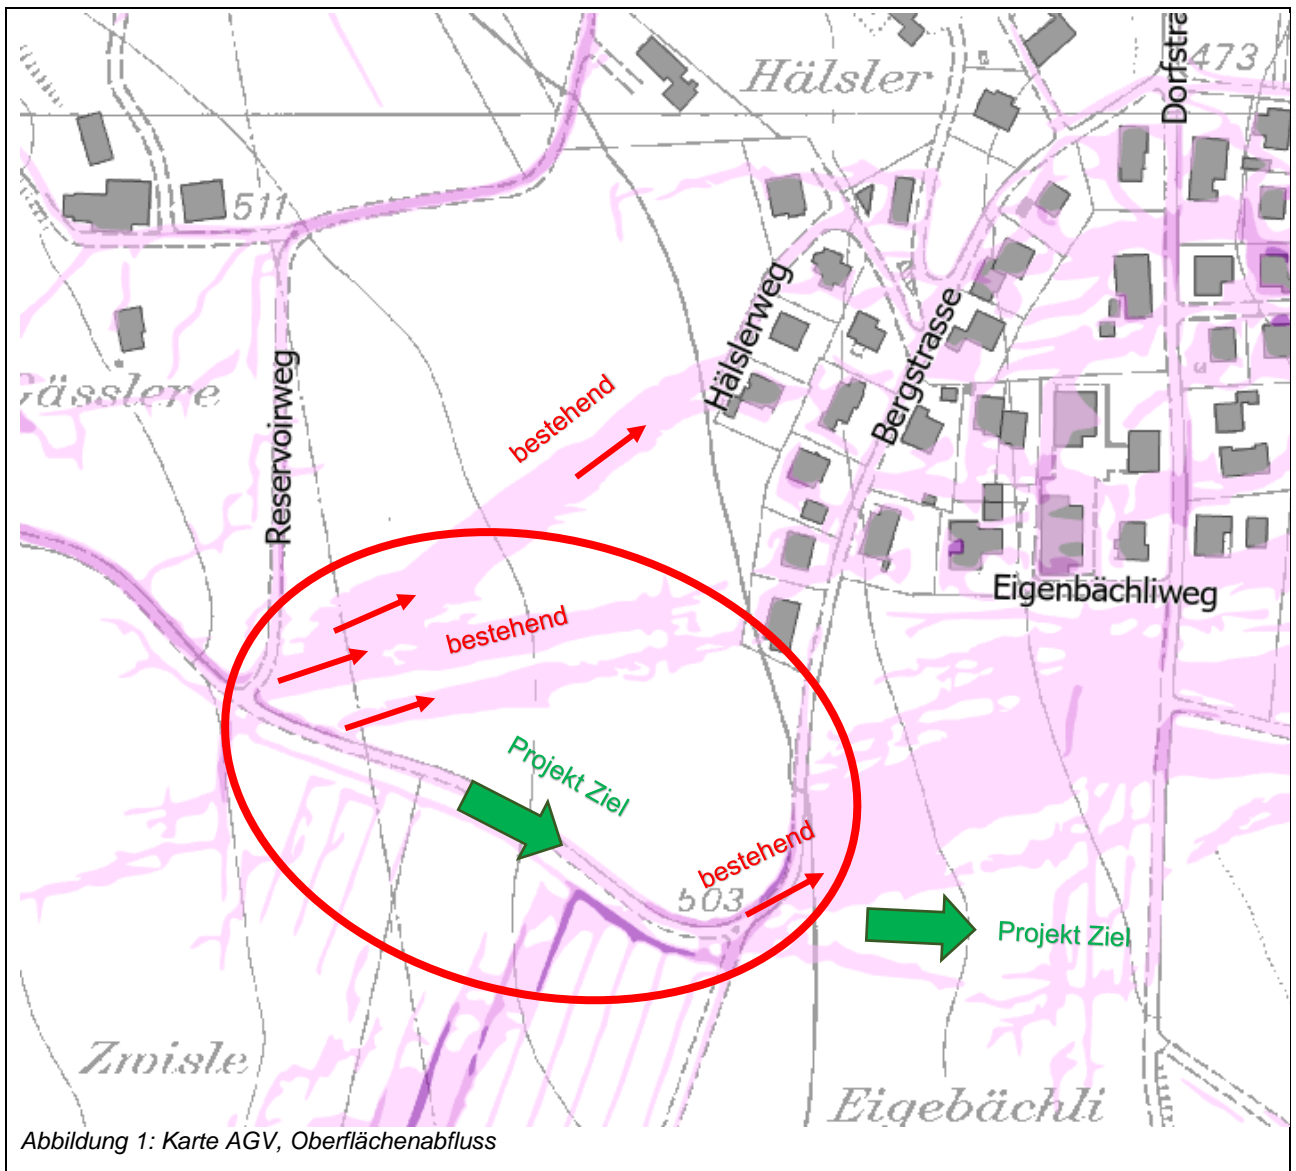 Hälsler
473
Dorfstra
511
Hälslerweg
Bergstrasse
Gässlere
Reservoirweg
bestehend
Eigenbächliweg
bestehend
Projekt Ziel
bestehend
503
Projekt Ziel
Zwisle
Eigebächli
Abbildung 1: Karte AGV, Oberflächenabfluss